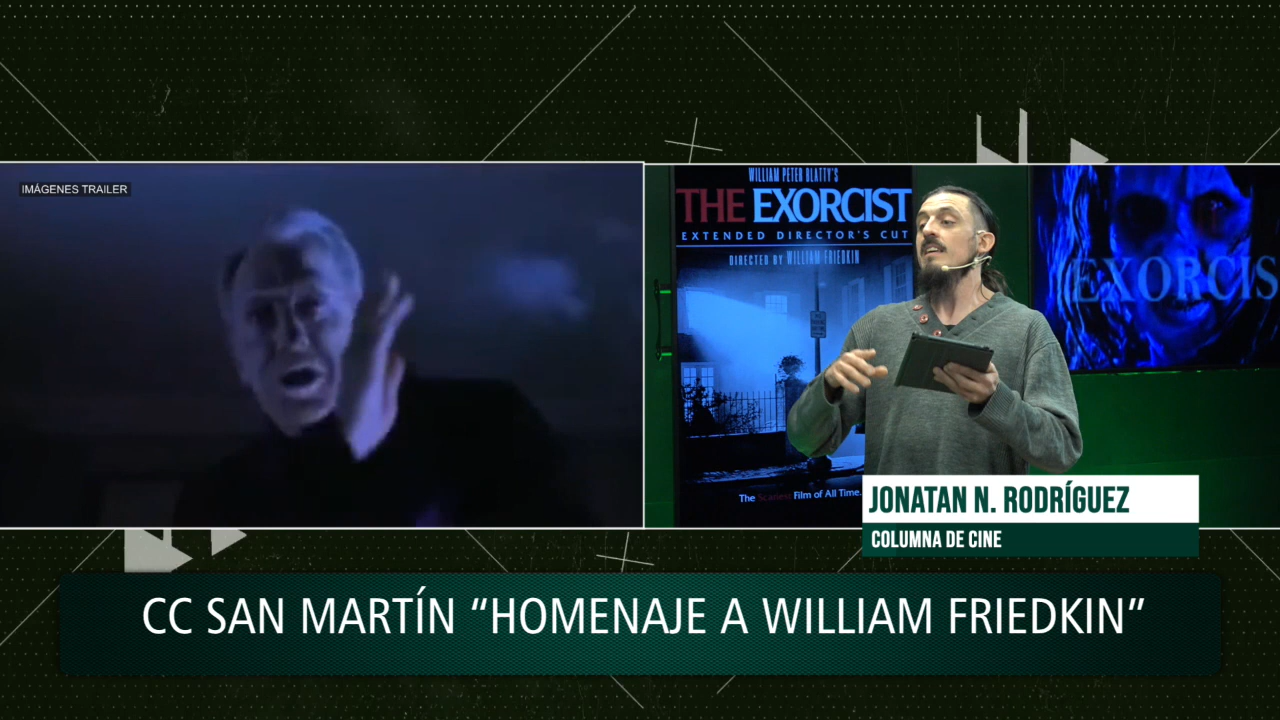 IMÁGENES TRAILER
WILLIAM PETER BLATTY'S
THE EXORCIST
EXTENDED DIRECTOR'S CUT
DIRECTED BY WILLIAM FRIEDKIN
The Scariest Film of All Time.
EXORCIS
JONATAN N. RODRÍGUEZ
COLUMNA DE CINE
CC SAN MARTÍN “HOMENAJE A WILLIAM FRIEDKIN”